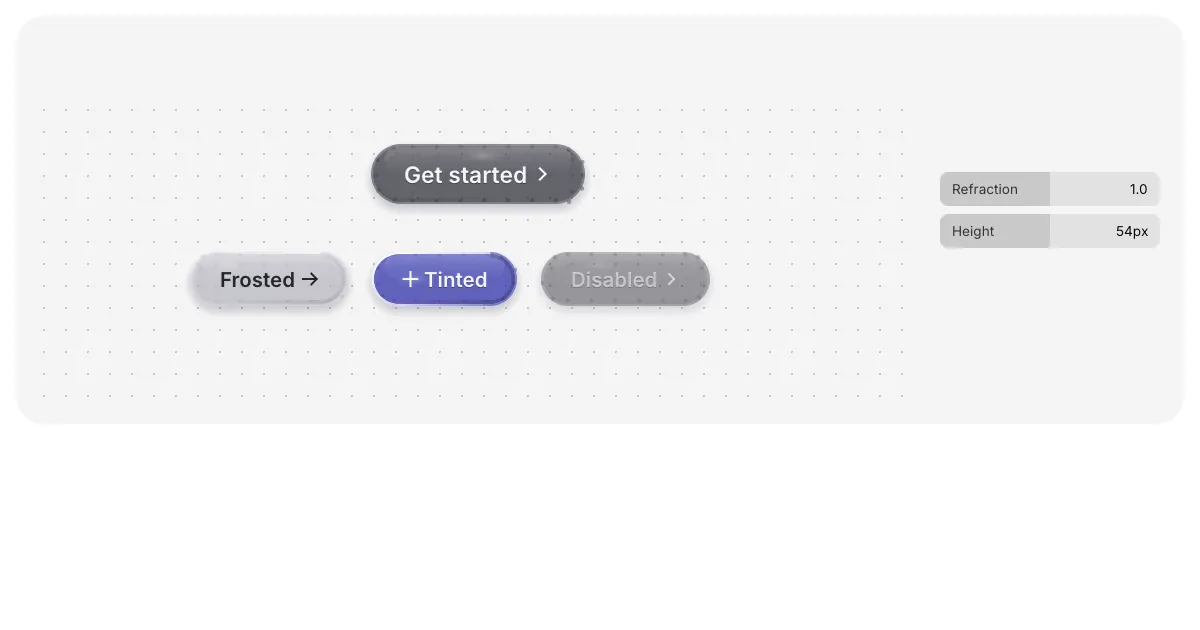 Get started
Refraction 1.0
Height 54px
Frosted
Tinted
Disabled